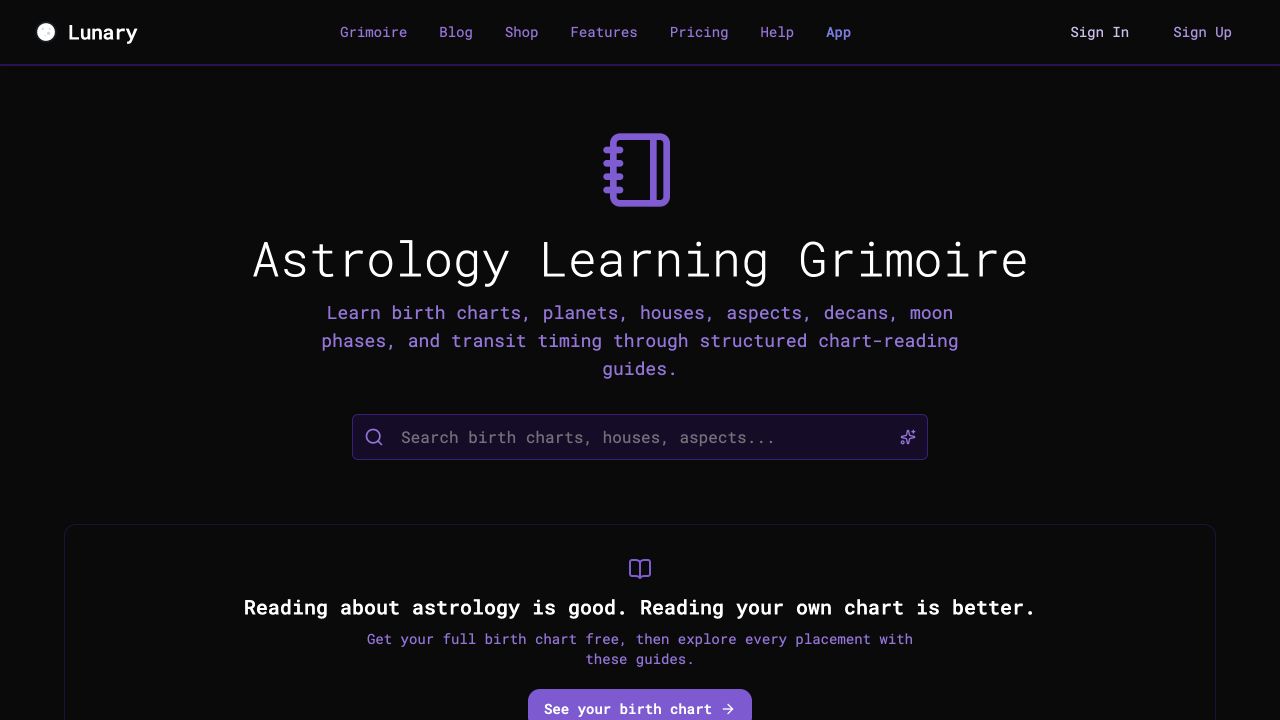 Lunary
Grimoire Blog Shop Features Pricing Help App
Sign In Sign Up
Astrology Learning Grimoire
Learn birth charts, planets, houses, aspects, decans, moon
phases, and transit timing through structured chart-reading
guides.
Search birth charts, houses, aspects...
Reading about astrology is good. Reading your own chart is better.
Get your full birth chart free, then explore every placement with
these guides.
See your birth chart →